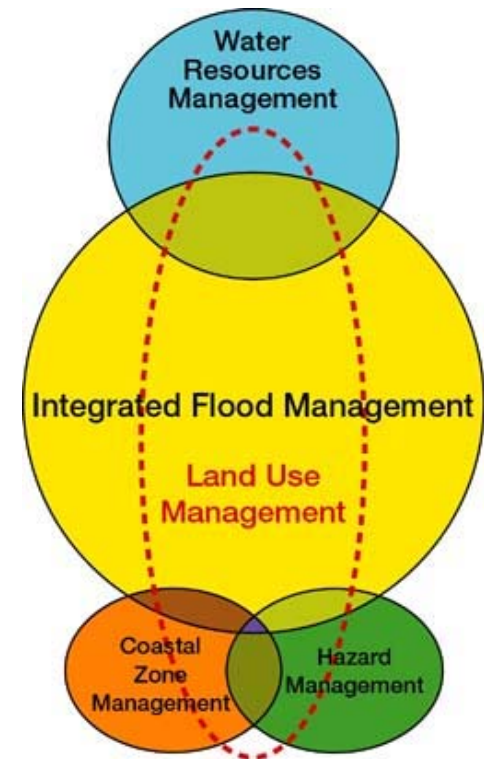 Water
Resources
Management
Integrated Flood Management
Land Use
Management
Coastal
Zone
Management
Hazard
Management